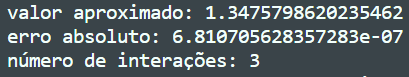 valor aproximado: 1.3475798620235462
erro absoluto: 6.810705628357283e-07
número de interações: 3